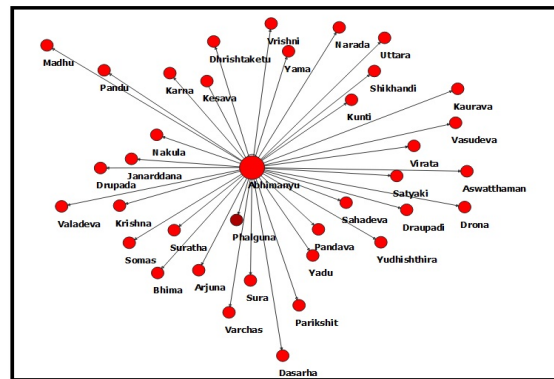 Vrishni
Narada
Uttara
Madhu
Dhrishtaketu
Yama
Pandu
Karna
Kesava
Shikhandi
Kaurava
Kunti
Vasudeva
Nakula
Virata
Janarddana
Drupada
Abhimanyu
Satyaki
Aswatthaman
Valadeva
Krishna
Sahadeva
Draupadi
Drona
Somas
Suratha
Phalguna
Pandava
Yadu
Yudhishthira
Bhima
Arjuna
Sura
Varchas
Parikshit
Dasarha